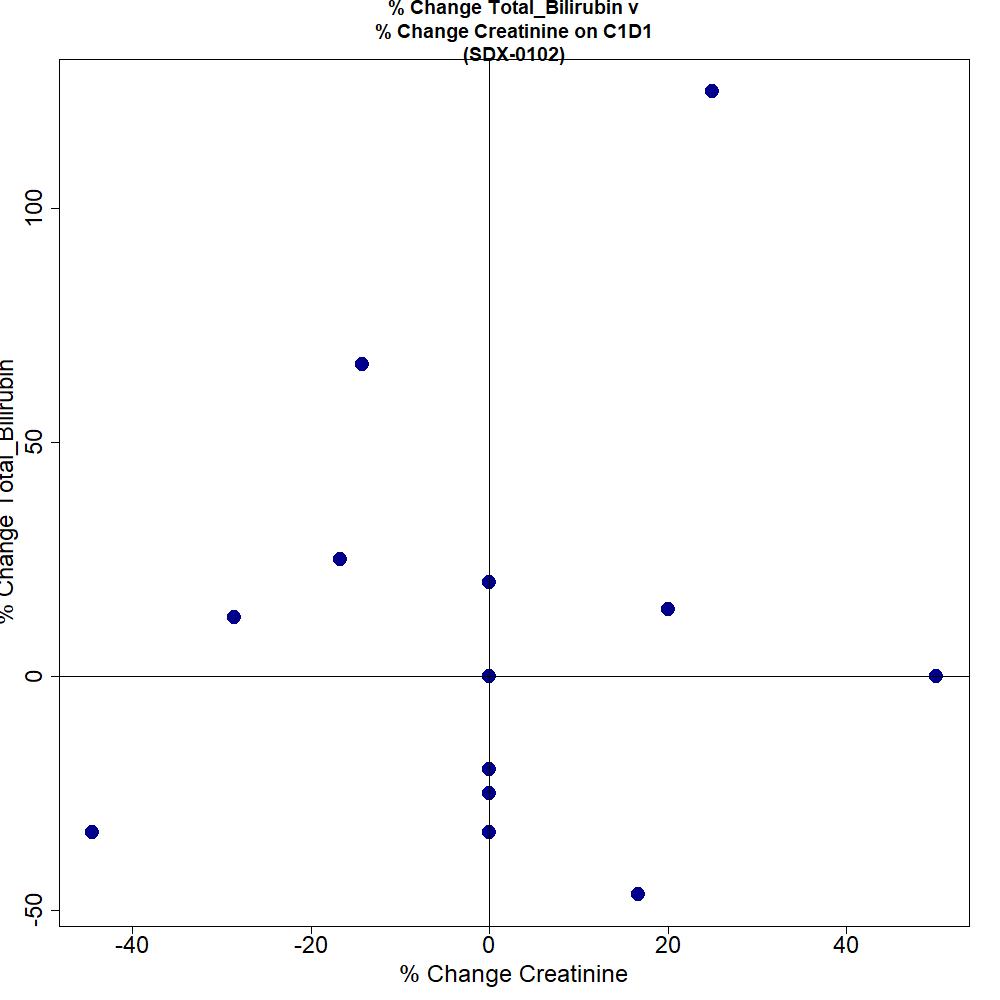 % Change Total_Bilirubin v
% Change Creatinine on C1D1
(SDX-0102)
% Change Total_Bilirubin
100
50
0
-50
-40
-20
0
20
40
% Change Creatinine